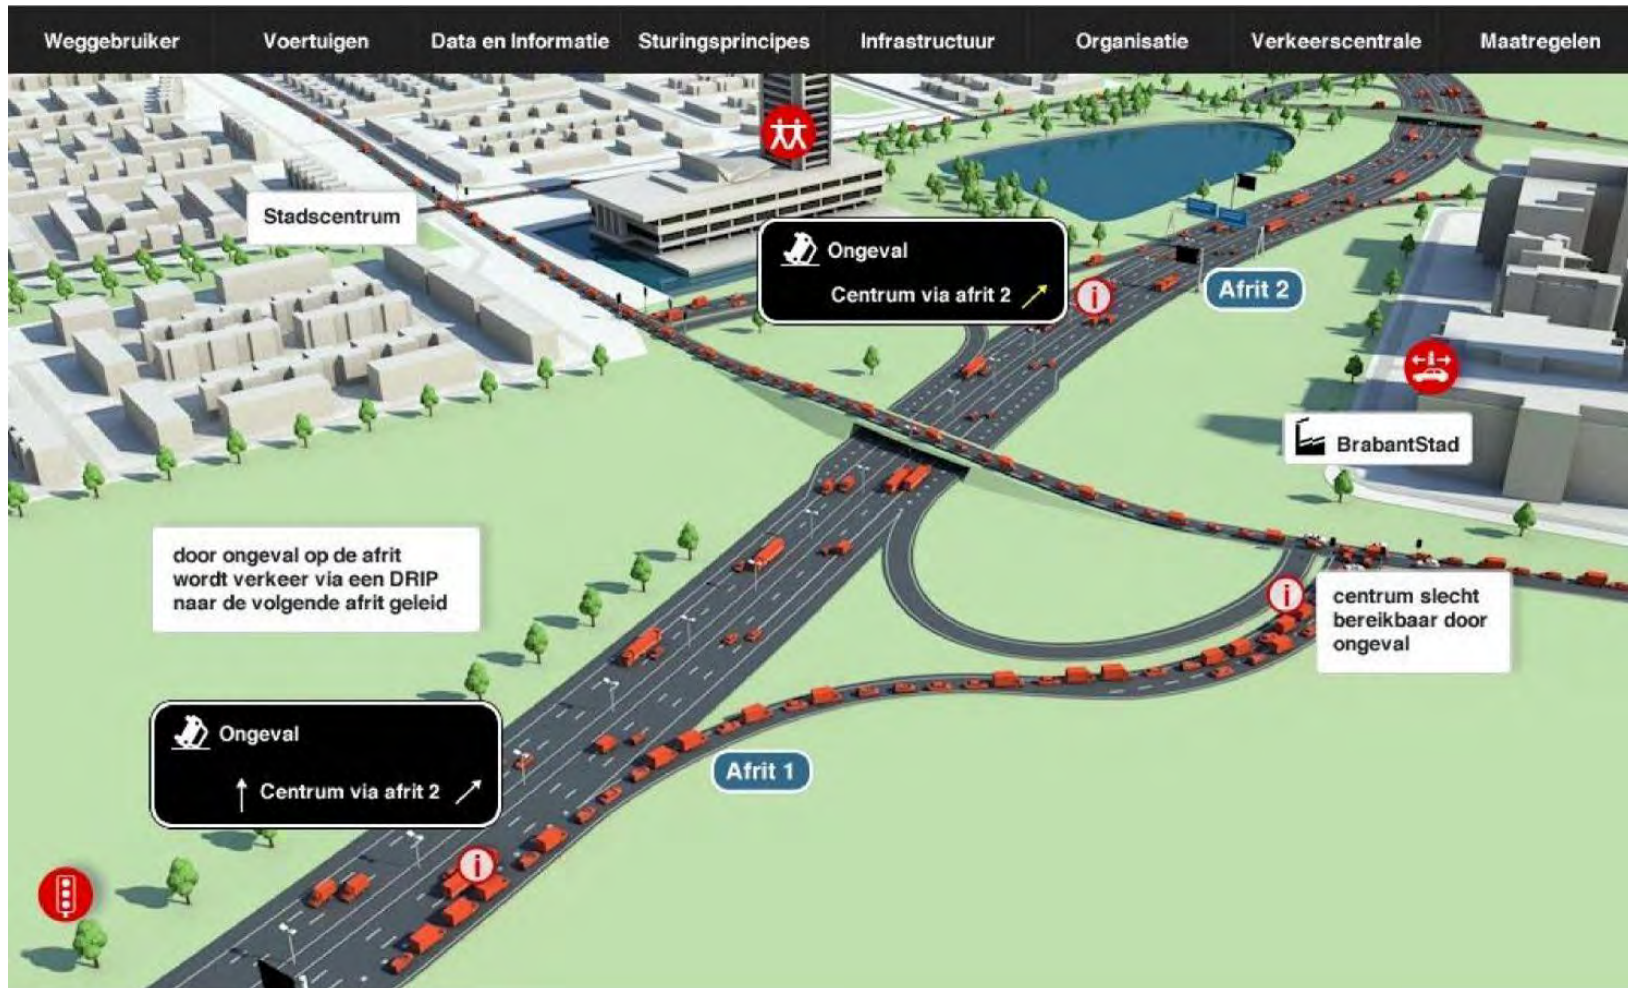 Weggebruiker
Voertuigen
Data en Informatie
Sturingsprincipes
Infrastructuur
Organisatie
Verkeerscentrale
Maatregelen
Stadscentrum
Ongeval
Centrum via afrit 2
i
Afrit 2
BrabantStad
door ongeval op de afrit
wordt verkeer via een DRIP
naar de volgende afrit geleid
i
centrum slecht
bereikbaar door
ongeval
Ongeval
Centrum via afrit 2
Afrit 1
i